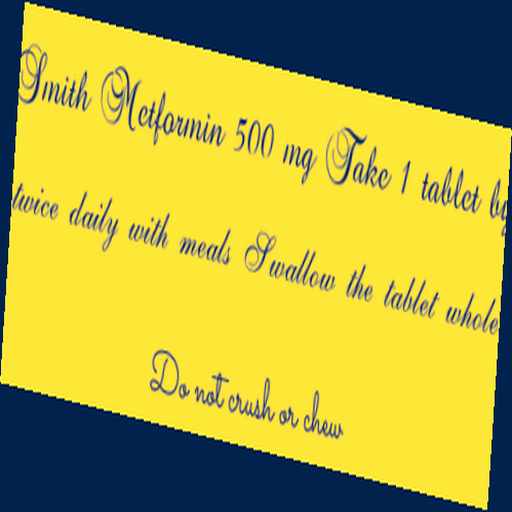 Smith Metformin 500 mg Take 1 tablet by
twice daily with meals Swallow the tablet whole
Do not crush or chew